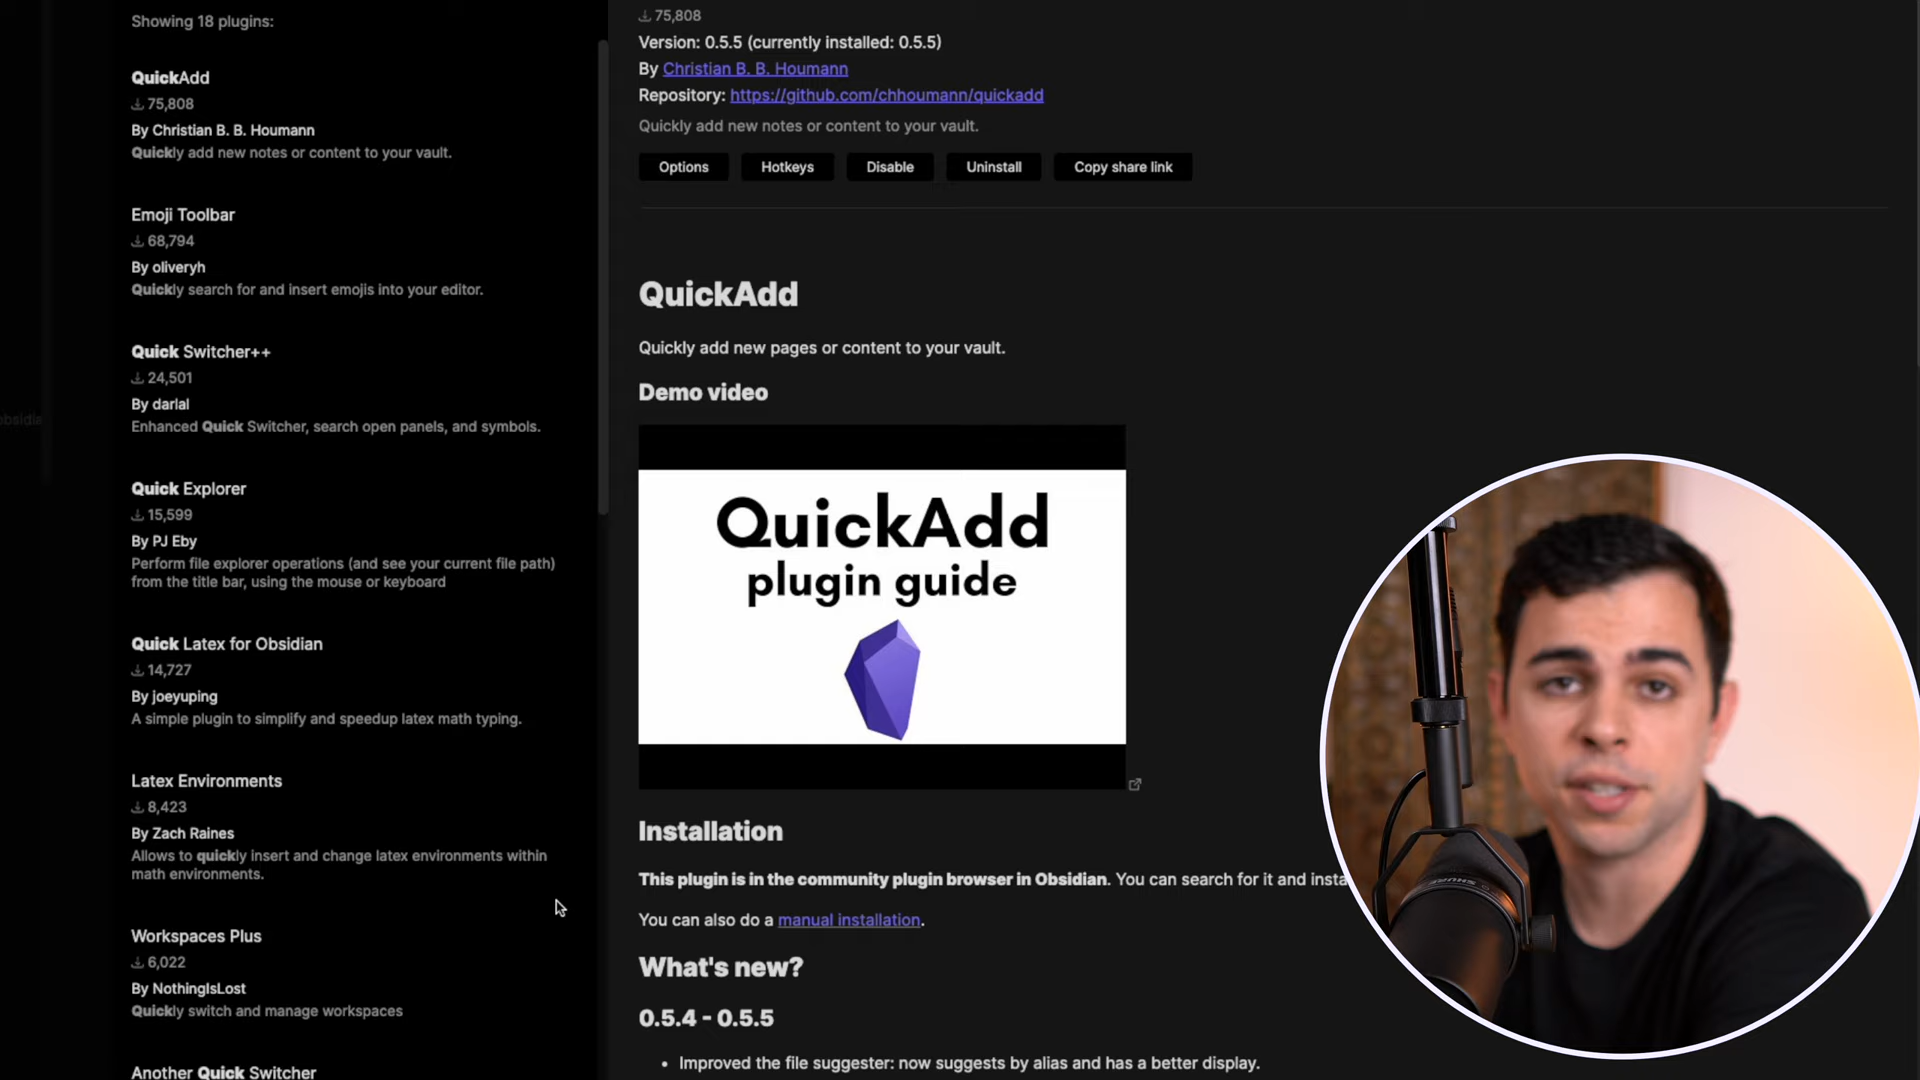 Showing 18 plugins:
QuickAdd
75,808
By Christian B. B. Houmann
Quickly add new notes or content to your vault.
Emoji Toolbar
68,794
By oliveryh
Quickly search for and insert emojis into your editor.
Quick Switcher++
24,501
By darlal
Enhanced Quick Switcher, search open panels, and symbols.
Quick Explorer
15,599
By PJ Eby
Perform file explorer operations (and see your current file path)
from the title bar, using the mouse or keyboard
Quick Latex for Obsidian
14,727
By joeyuping
A simple plugin to simplify and speedup latex math typing.
Latex Environments
8,423
By Zach Raines
Allows to quickly insert and change latex environments within
math environments.
Workspaces Plus
6,022
By NothingIsLost
Quickly switch and manage workspaces
Another Quick Switcher
75,808
Version: 0.5.5 (currently installed: 0.5.5)
By Christian B. B. Houmann
Repository: https://github.com/chhoumann/quickadd
Quickly add new notes or content to your vault.
Options Hotkeys Disable Uninstall Copy share link
QuickAdd
Quickly add new pages or content to your vault.
Demo video
QuickAdd
plugin guide
Installation
This plugin is in the community plugin browser in Obsidian. You can search for it and insta
You can also do a manual installation.
What's new?
0.5.4 - 0.5.5
• Improved the file suggester: now suggests by alias and has a better display.
SHURE